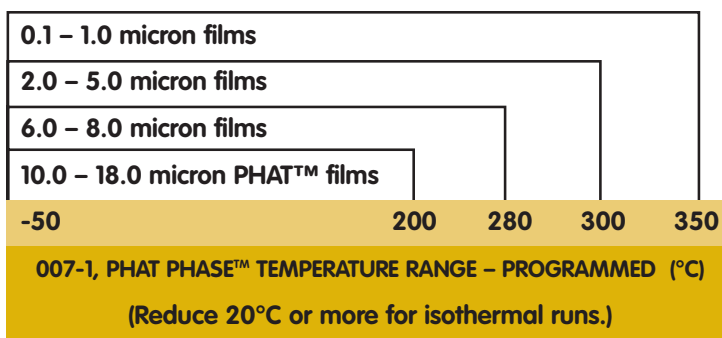 0.1 – 1.0 micron films
2.0 – 5.0 micron films
6.0 – 8.0 micron films
10.0 – 18.0 micron PHAT™ films
-50 200 280 300 350
007-1, PHAT PHASE™ TEMPERATURE RANGE – PROGRAMMED (°C)
(Reduce 20°C or more for isothermal runs.)